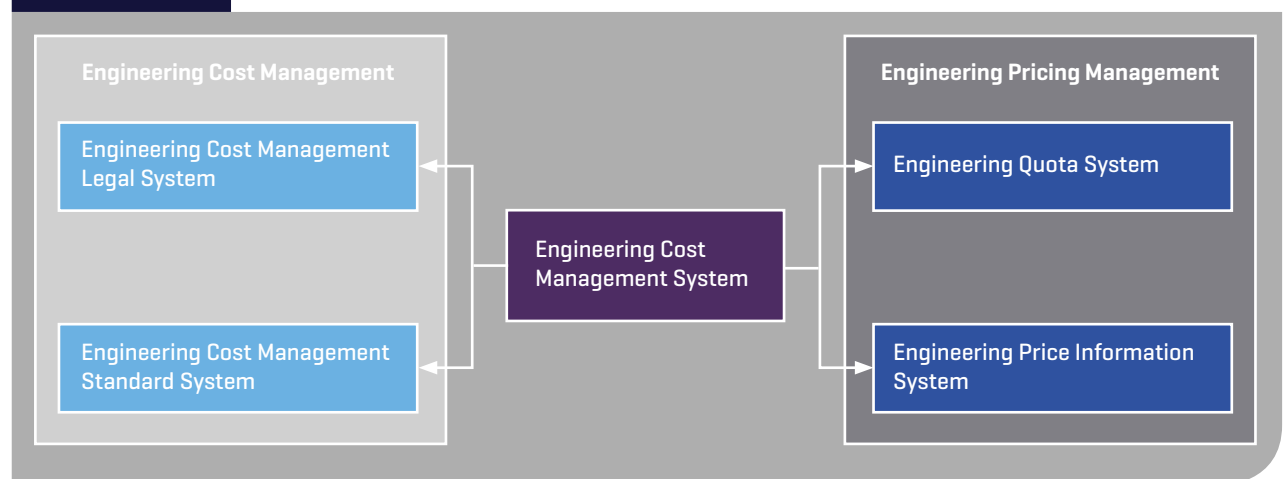 Engineering Cost Management
Engineering Cost Management
Legal System
Engineering Cost Management
Standard System
Engineering Cost
Management System
Engineering Pricing Management
Engineering Quota System
Engineering Price Information
System